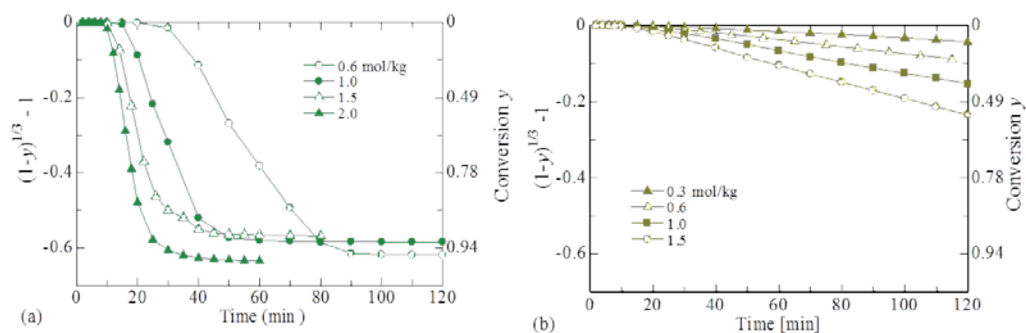 (1-y)^1/3 - 1
0
-0.2
-0.4
-0.6
0.6 mol/kg
1.0
1.5
2.0
0
0.49
0.78
0.94
Conversion y
0 20 40 60 80 100 120
(a) Time (min )
(1-y)^1/3 -1
0
-0.2
-0.4
-0.6
0.3 mol/kg
0.6
1.0
1.5
0
0.49
0.78
0.94
Conversion y
0 20 40 60 80 100 120
(b) Time [min]